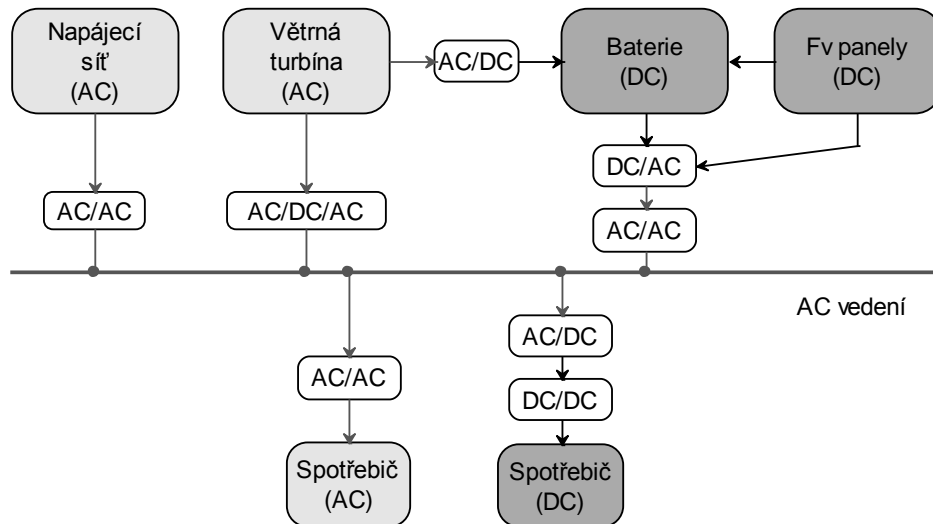 Napájecí
síť
(AC)
Větrná
turbína
(AC)
AC/DC
Baterie
(DC)
Fv panely
(DC)
DC/AC
AC/AC
AC/DC/AC
AC/AC
AC vedení
AC/DC
AC/AC
DC/DC
Spotřebič
(AC)
Spotřebič
(DC)